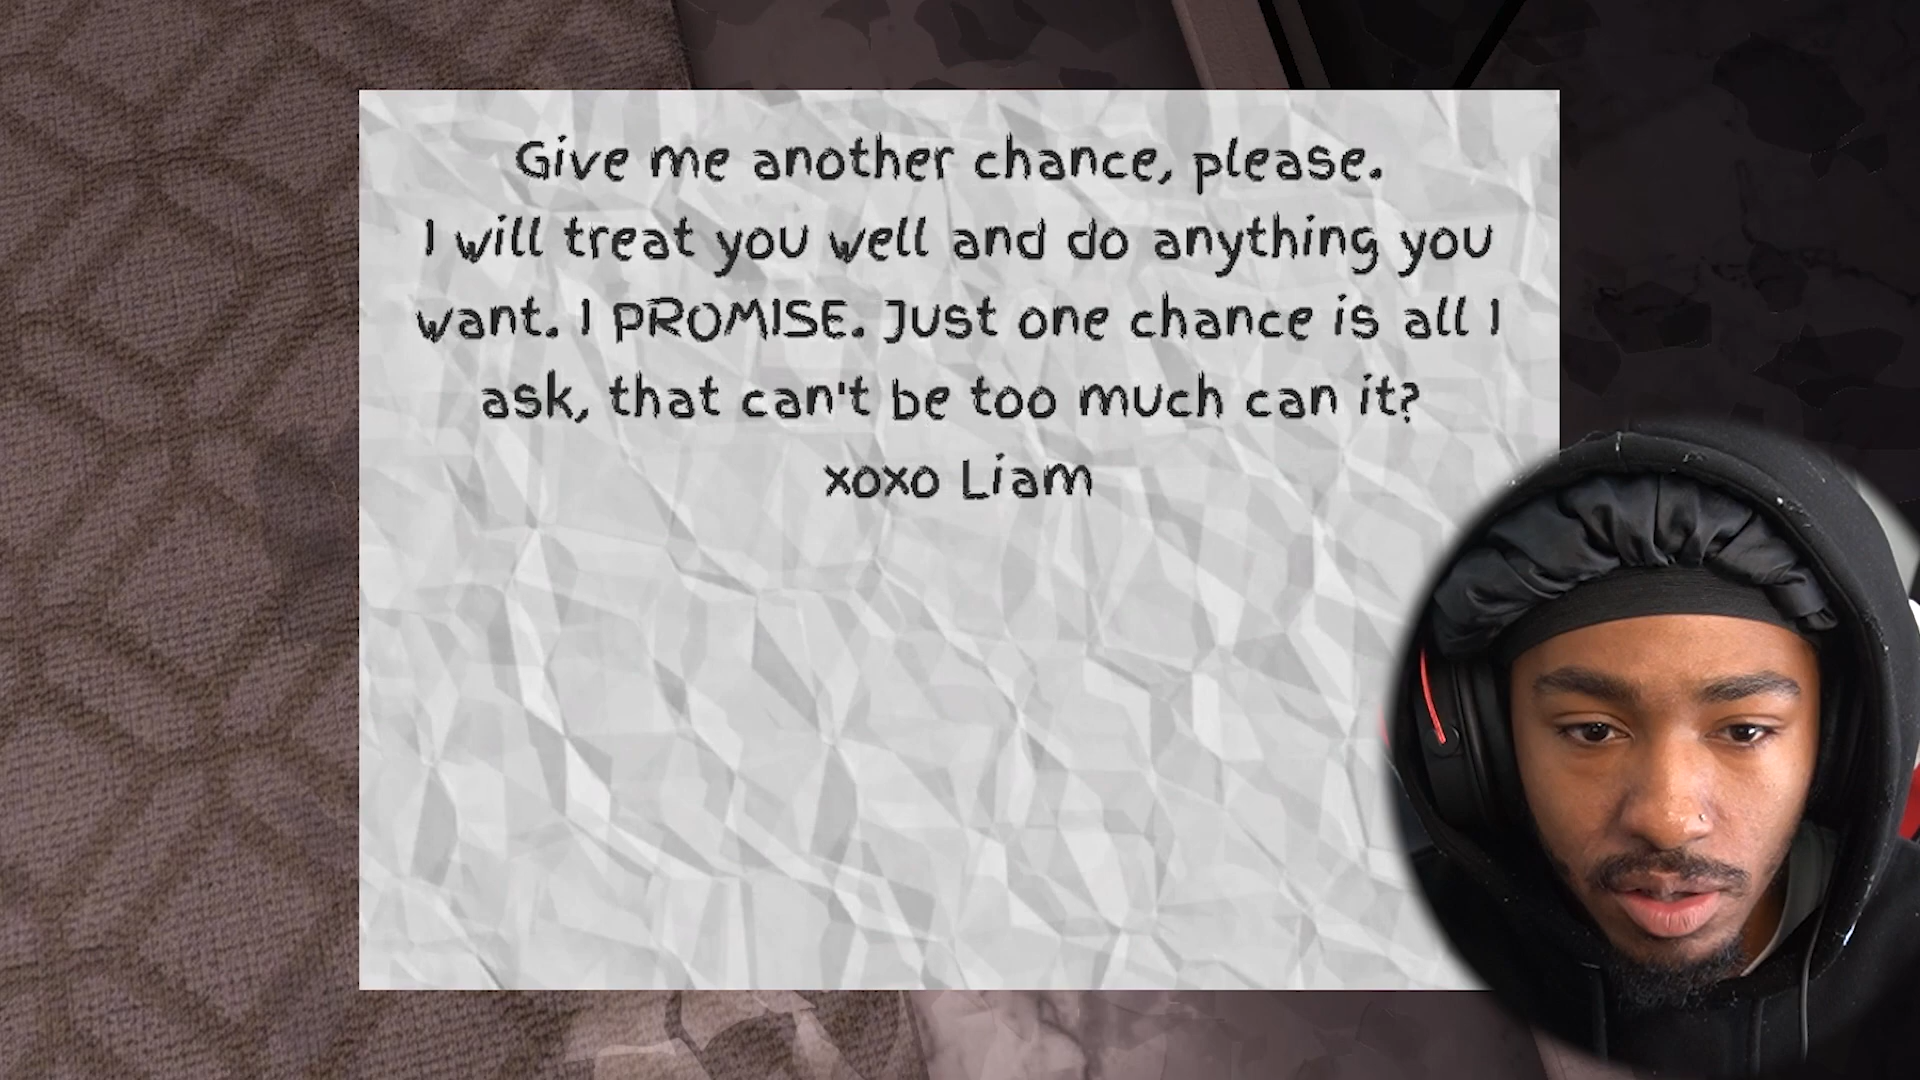 Give me another chance, please.
I will treat you well and do anything you
want. I PROMISE. Just one chance is all I
ask, that can't be too much can it?
xoxo Liam